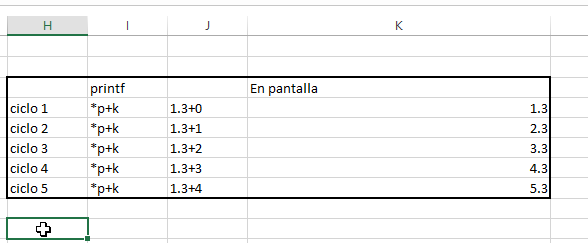 H I J K
printf En pantalla
ciclo 1 *p+k 1.3+0 1.3
ciclo 2 *p+k 1.3+1 2.3
ciclo 3 *p+k 1.3+2 3.3
ciclo 4 *p+k 1.3+3 4.3
ciclo 5 *p+k 1.3+4 5.3